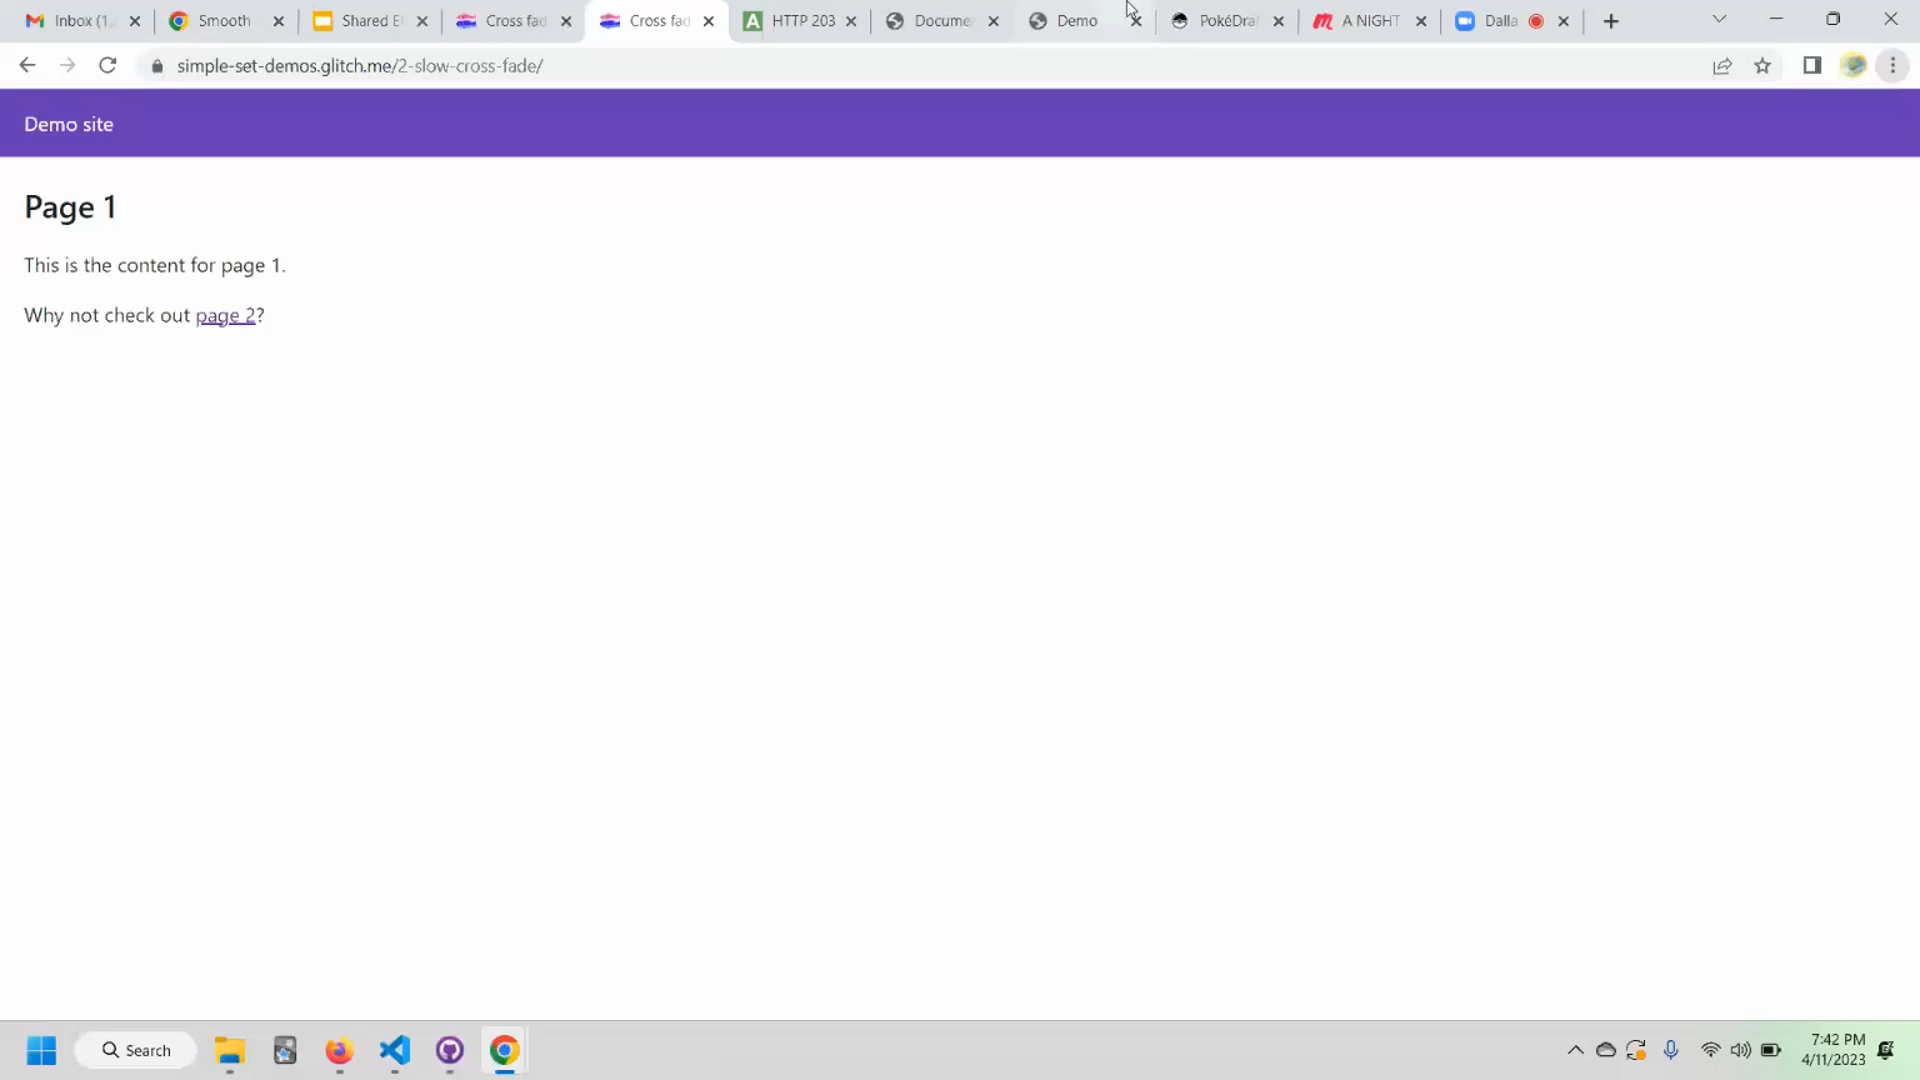 Inbox (1
Smooth
Shared E
Cross fad
Cross fad
HTTP 203
Docume
Demo
PokéDra
A NIGHT
Dalla
simple-set-demos.glitch.me/2-slow-cross-fade/
Demo site
Page 1
This is the content for page 1.
Why not check out page 2?
Search
7:42 PM
4/11/2023